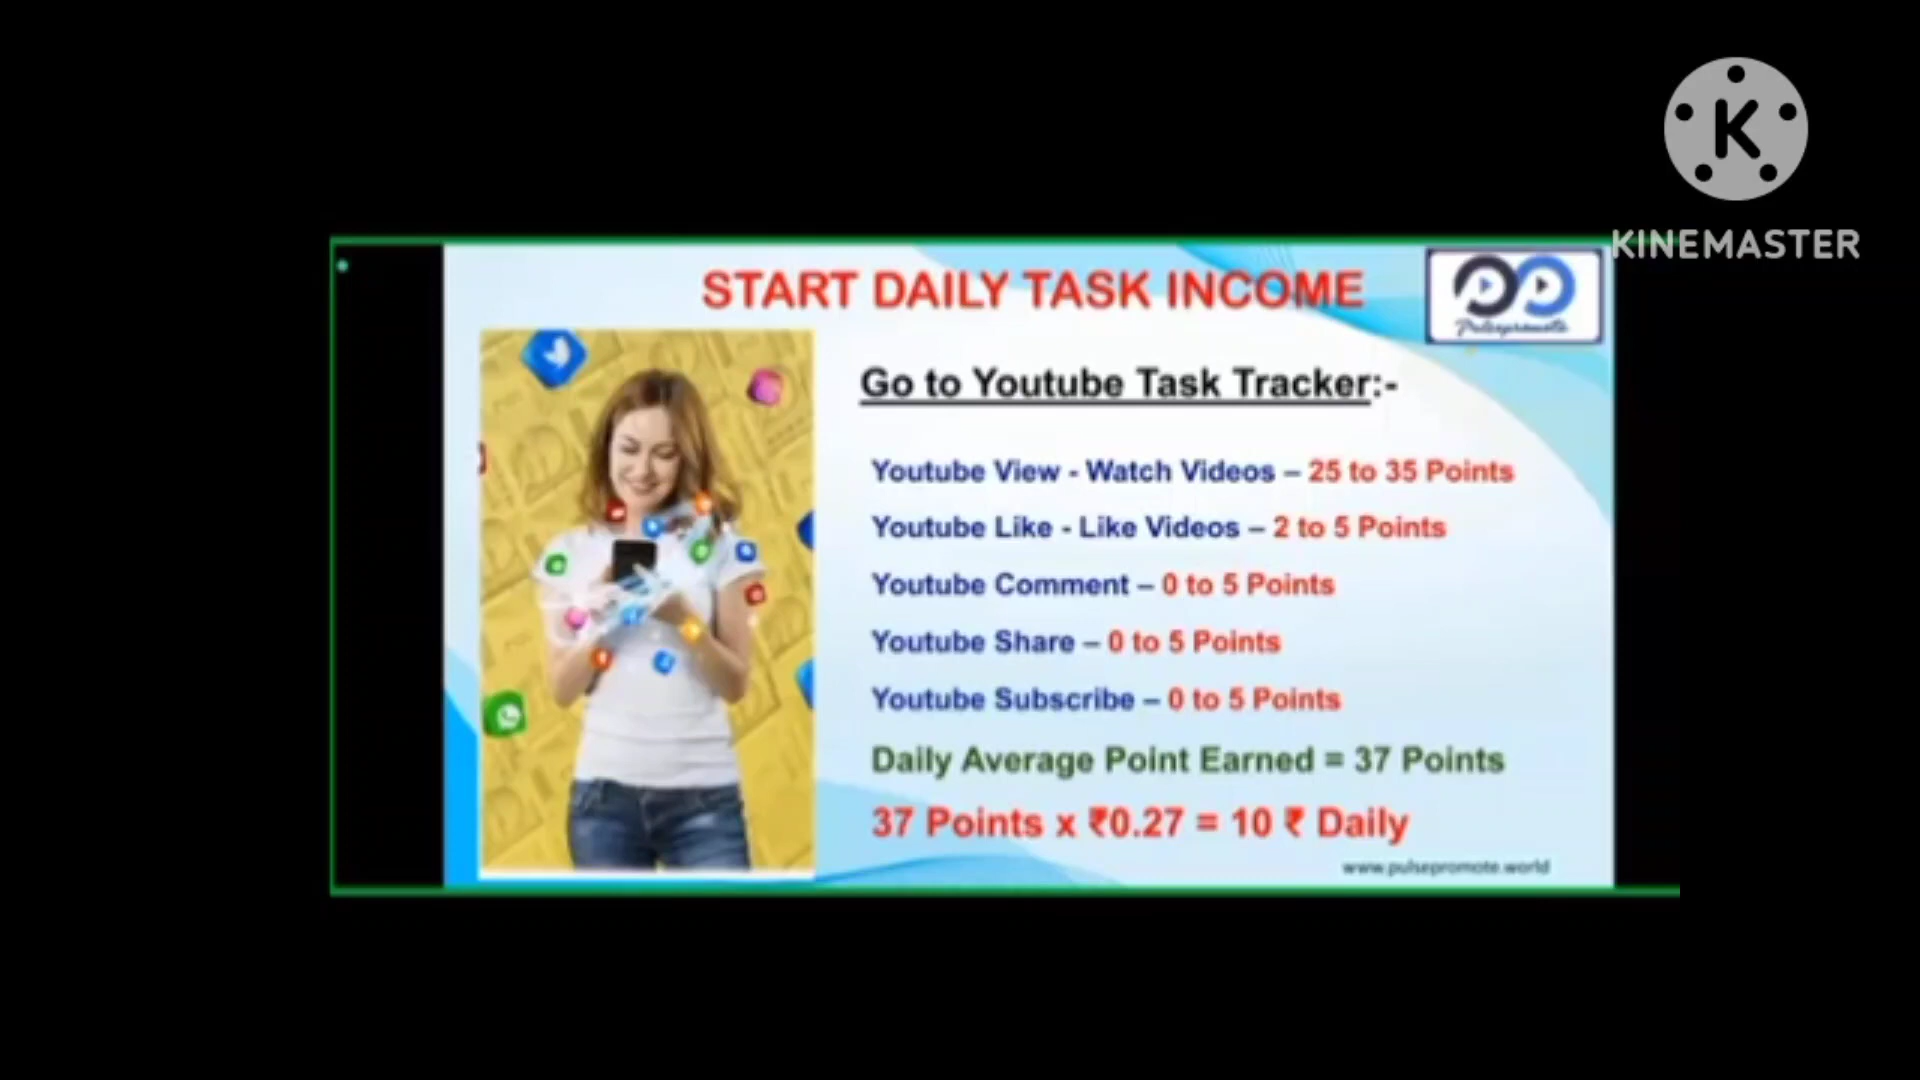 KINEMASTER
START DAILY TASK INCOME
Pulsepromote
Go to Youtube Task Tracker:-
Youtube View - Watch Videos – 25 to 35 Points
Youtube Like - Like Videos – 2 to 5 Points
Youtube Comment – 0 to 5 Points
Youtube Share – 0 to 5 Points
Youtube Subscribe – 0 to 5 Points
Daily Average Point Earned = 37 Points
37 Points x ₹0.27 = 10 ₹ Daily
www.pulsepromote.world